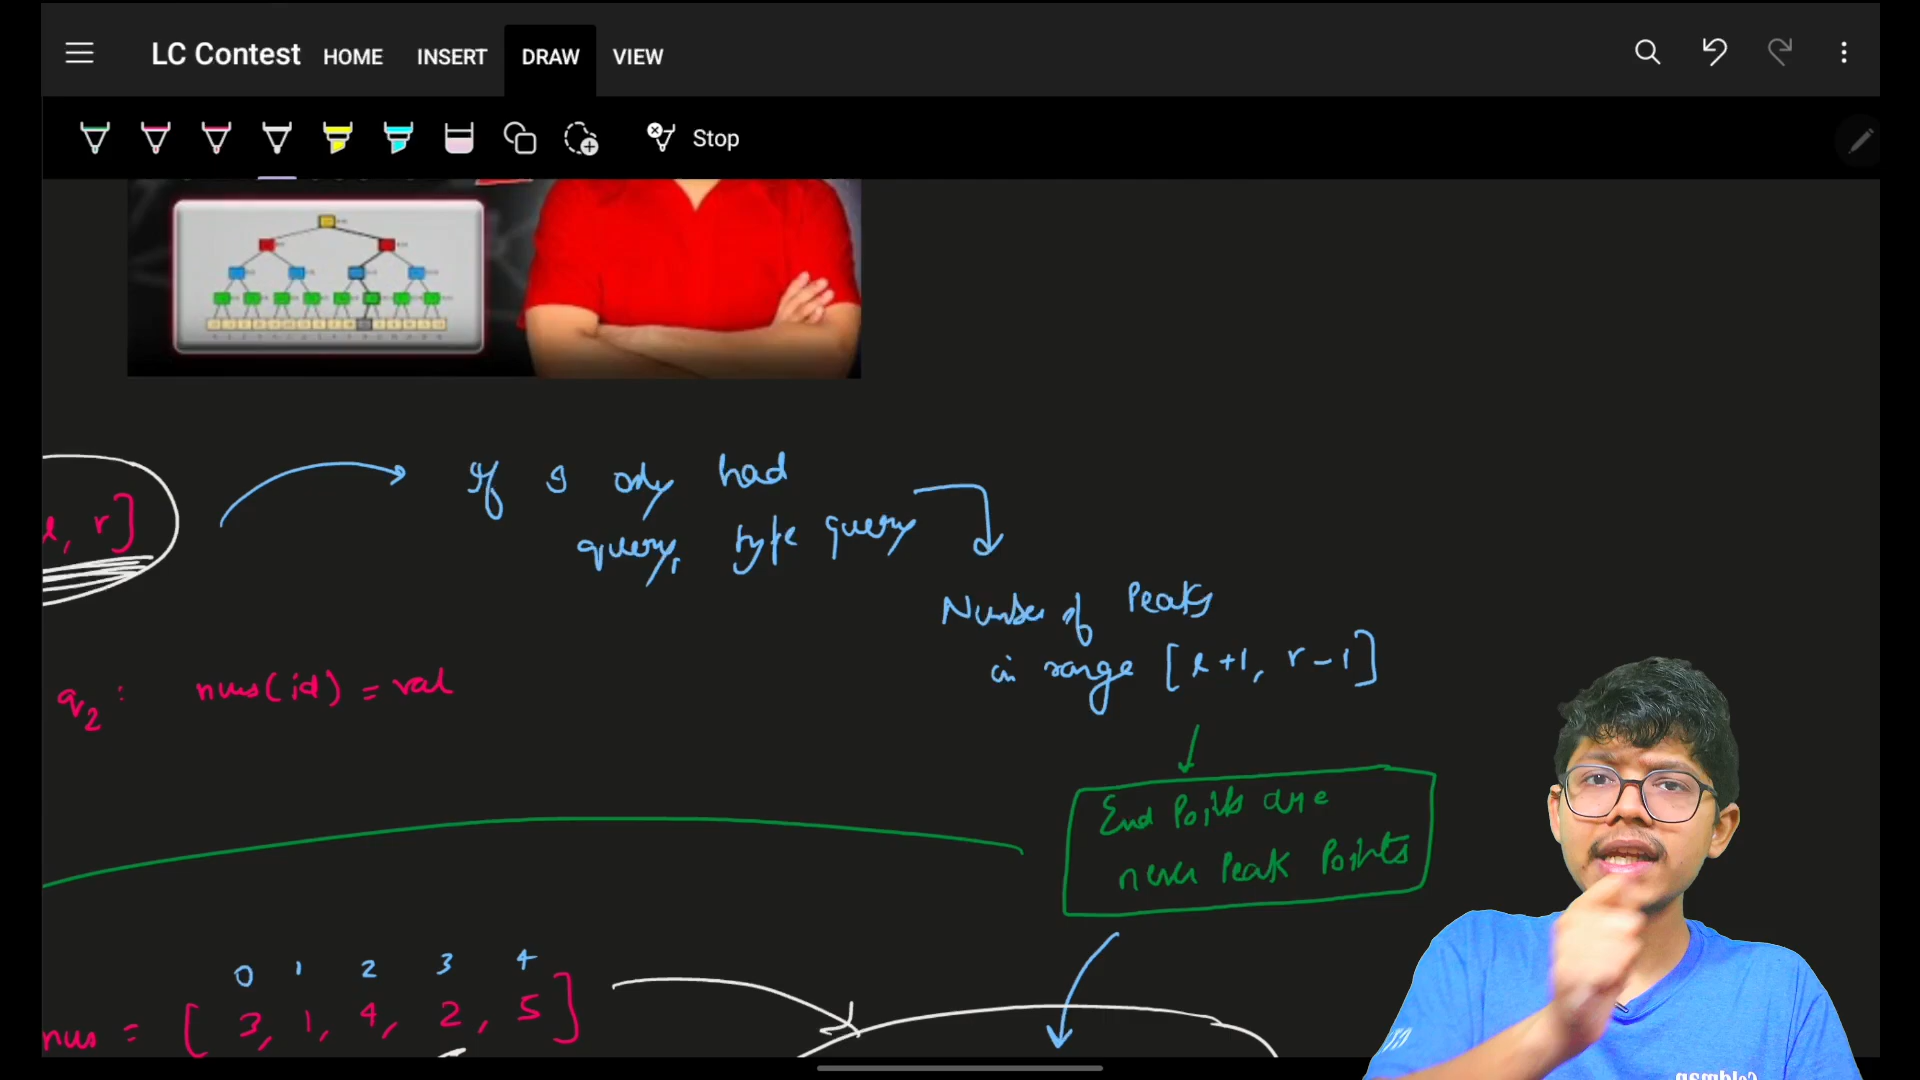 LC Contest HOME INSERT DRAW VIEW
Stop
If I only had
query, type query
l, r]
Number of Peaks
in range [l+1, r-1]
q2 : nums(id) = val
End Points are
never Peak Points
0 1 2 3 4
nus = [3, 1, 4, 2, 5]